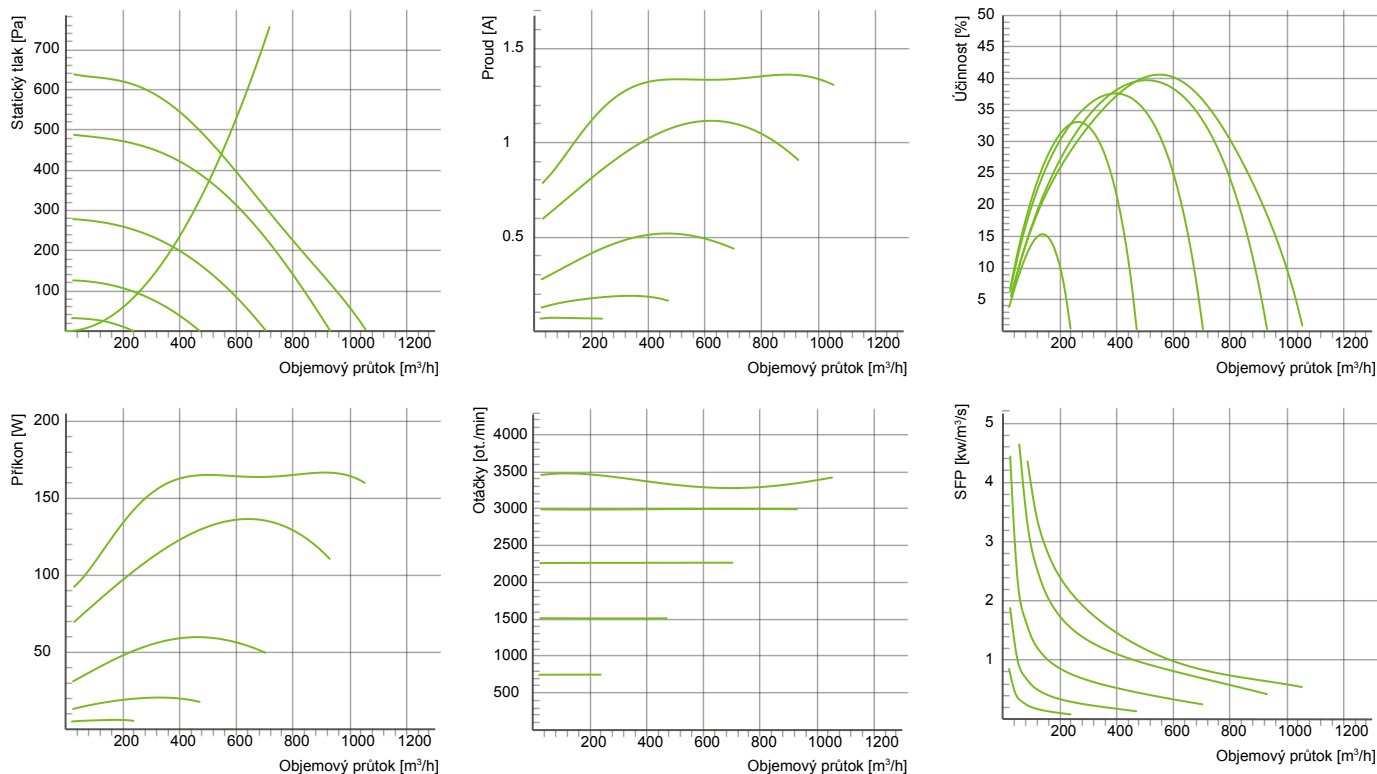 Statický tlak [Pa]
700
600
500
400
300
200
100
200 400 600 800 1000 1200
Objemový průtok [m³/h]
Proud [A]
1.5
1
0.5
200 400 600 800 1000 1200
Objemový průtok [m³/h]
Účinnost [%]
50
45
40
35
30
25
20
15
10
5
200 400 600 800 1000 1200
Objemový průtok [m³/h]
Příkon [W]
200
150
100
50
200 400 600 800 1000 1200
Objemový průtok [m³/h]
Otáčky [ot./min]
4000
3500
3000
2500
2000
1500
1000
500
200 400 600 800 1000 1200
Objemový průtok [m³/h]
SFP [kw/m³/s]
5
4
3
2
1
200 400 600 800 1000 1200
Objemový průtok [m³/h]